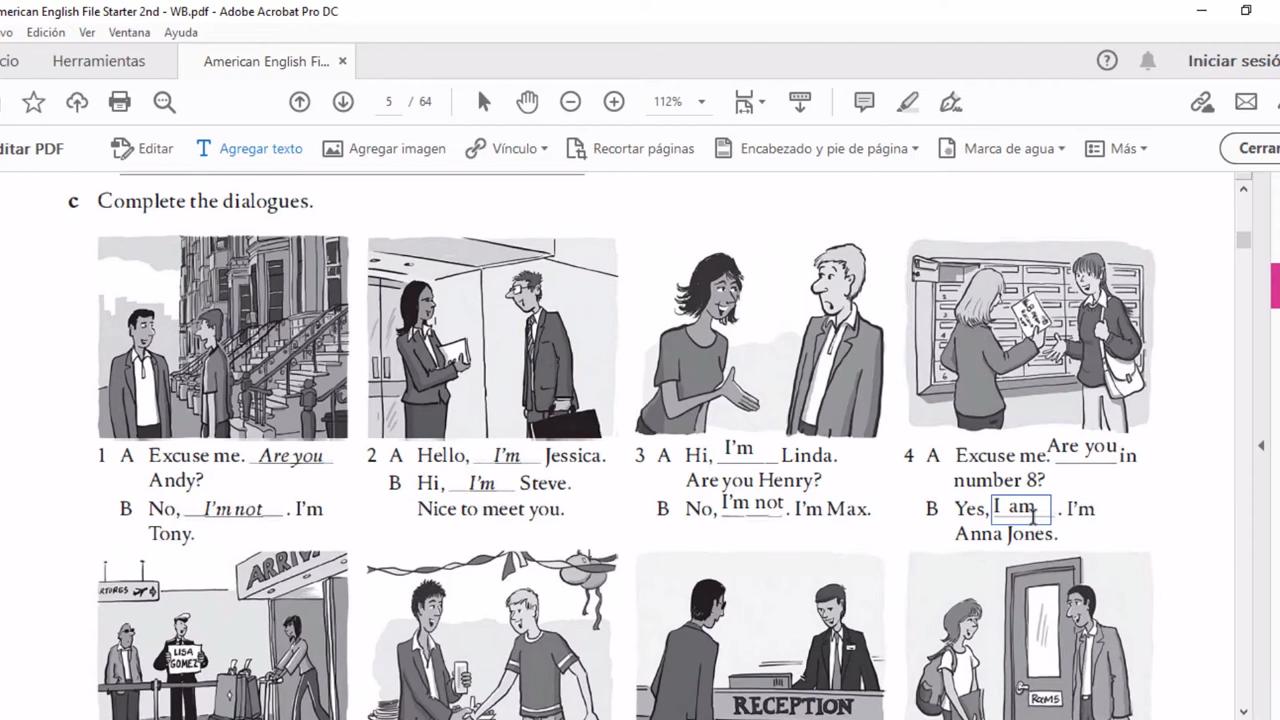 merican English File Starter 2nd - WB.pdf - Adobe Acrobat Pro DC
vo Edición Ver Ventana Ayuda
cio Herramientas American English Fi... ×
5 / 64 112%
Iniciar sesió
ditar PDF Editar Agregar texto Agregar imagen Vínculo Recortar páginas Encabezado y pie de página Marca de agua Más Cerrar
c Complete the dialogues.
1 A Excuse me. Are you
Andy?
B No, I'm not . I'm
Tony.
2 A Hello, I'm Jessica.
B Hi, I'm Steve.
Nice to meet you.
3 A Hi, I'm Linda.
Are you Henry?
B No, I'm not . I'm Max.
4 A Excuse me. Are you in
number 8?
B Yes, I am . I'm
Anna Jones.
RTURES
ARRIV
LISA
GOMEZ
RECEPTION
ROOM 5